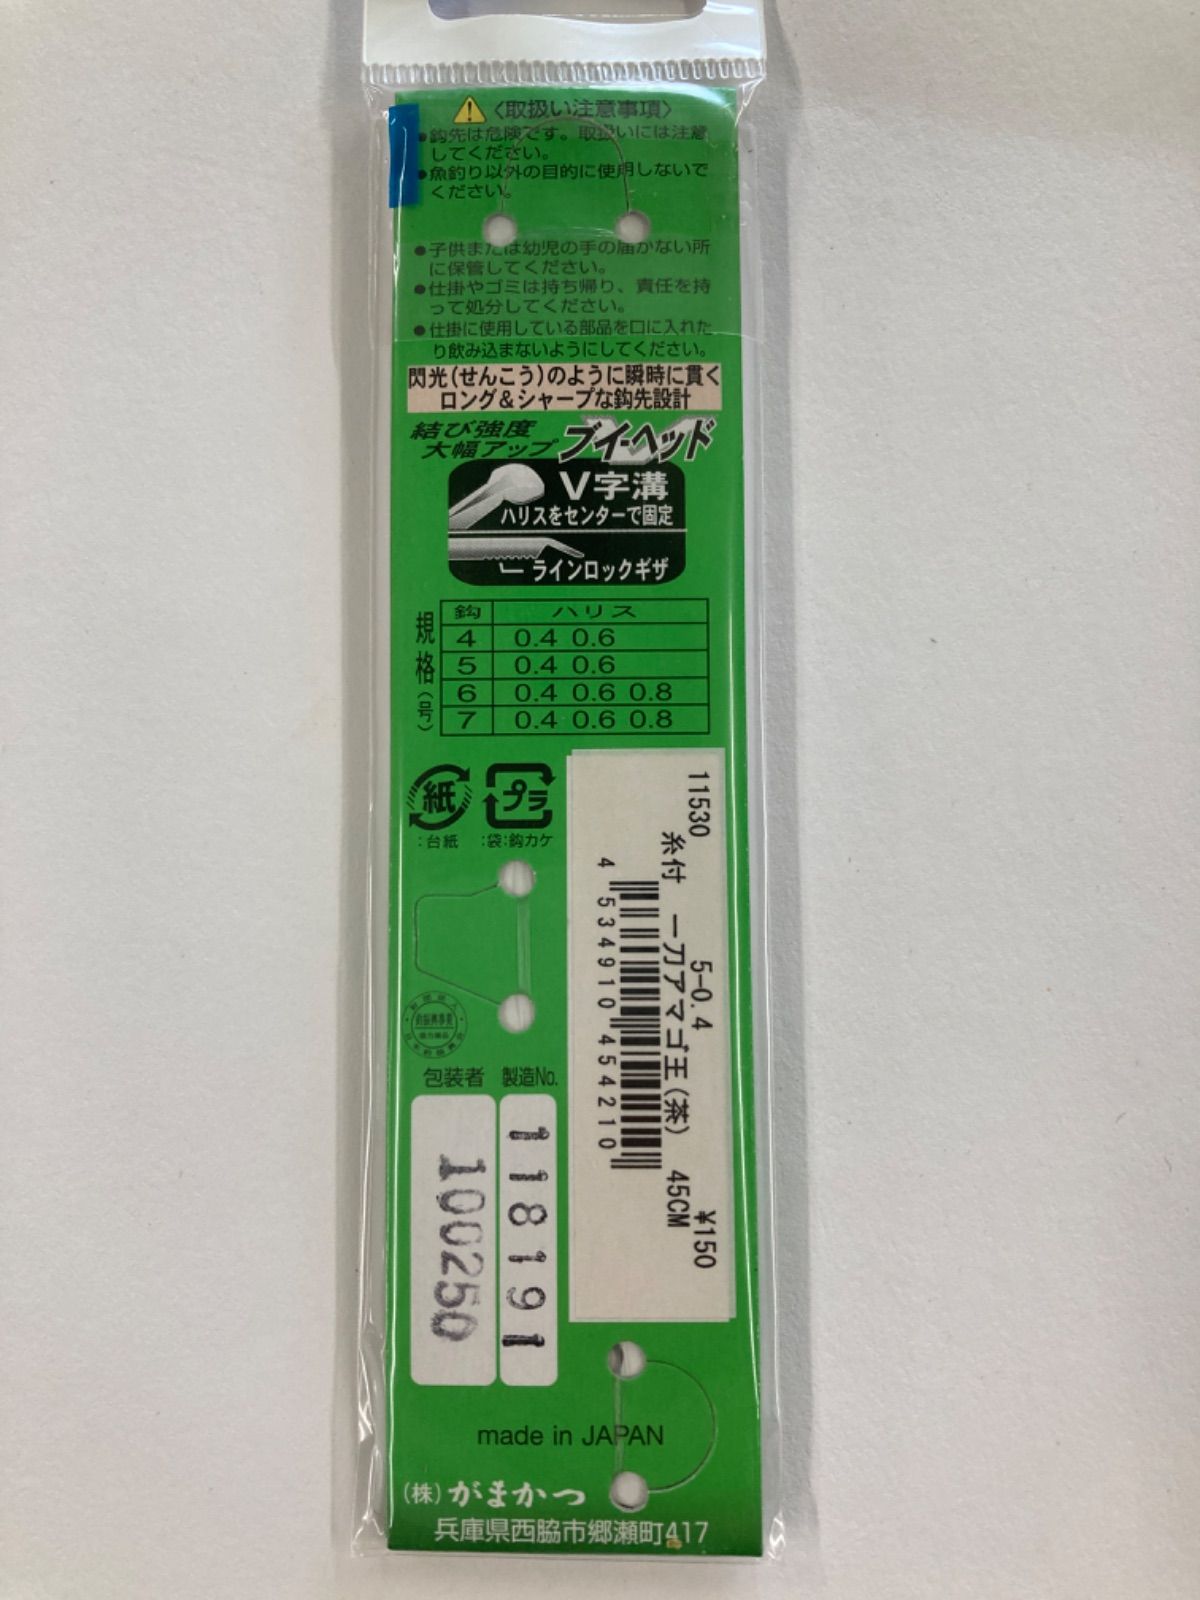 〈取扱い注意事項〉
●鈎先は危険です。取扱いには注意
してください。
●魚釣り以外の目的に使用しないで
ください。
●子供または幼児の手の届かない所
に保管してください。
●仕掛やゴミは持ち帰り、責任を持
って処分してください。
●仕掛に使用している部品を口に入れた
り飲み込まないようにしてください。
閃光(せんこう)のように瞬時に貫く
ロング&シャープな鈎先設計
結び強度
大幅アップ
ブイ・ヘッド
V字溝
ハリスをセンターで固定
ラインロックギザ
規格(号)
鈎 ハリス
4 0.4 0.6
5 0.4 0.6
6 0.4 0.6 0.8
7 0.4 0.6 0.8
紙
:台紙
プラ
:袋:鈎カケ
11530
5-0.4
¥150
糸付 一刀アマゴ王(茶) 45CM
4 534910 454210
包装者
100250
製造No.
118191
made in JAPAN
(株)がまかつ
兵庫県西脇市郷瀬町417